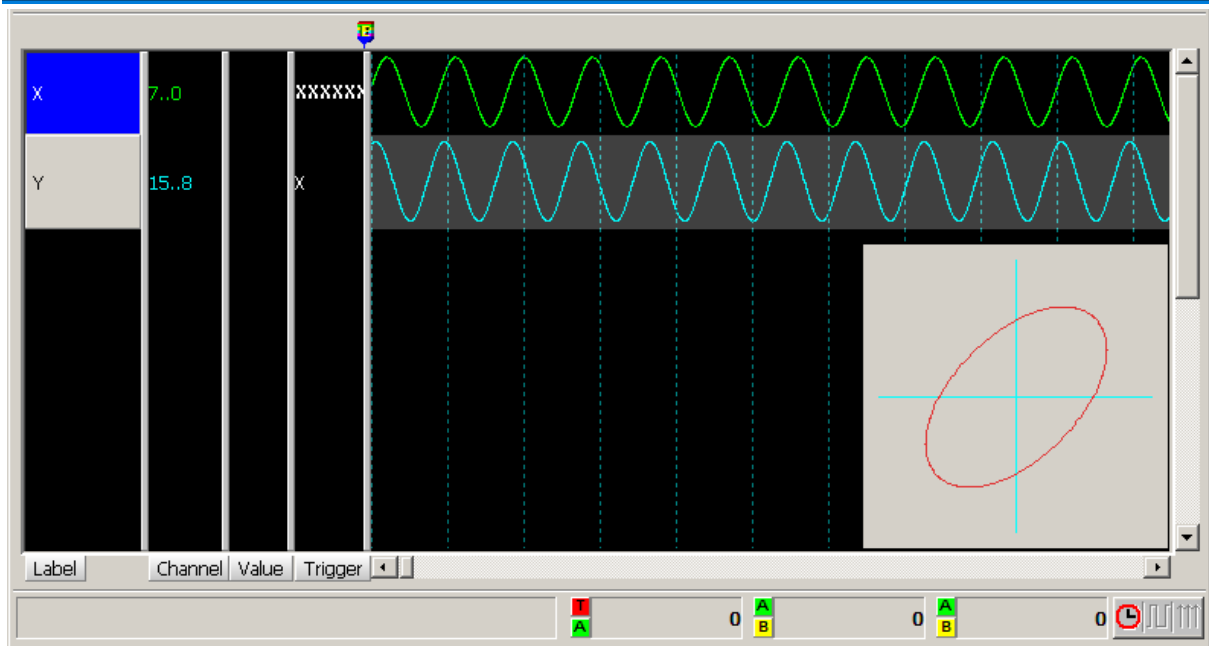 B
X 7..0 XXXXXX
Y 15..8 X
Label Channel Value Trigger
T A 0 A B 0 A B 0